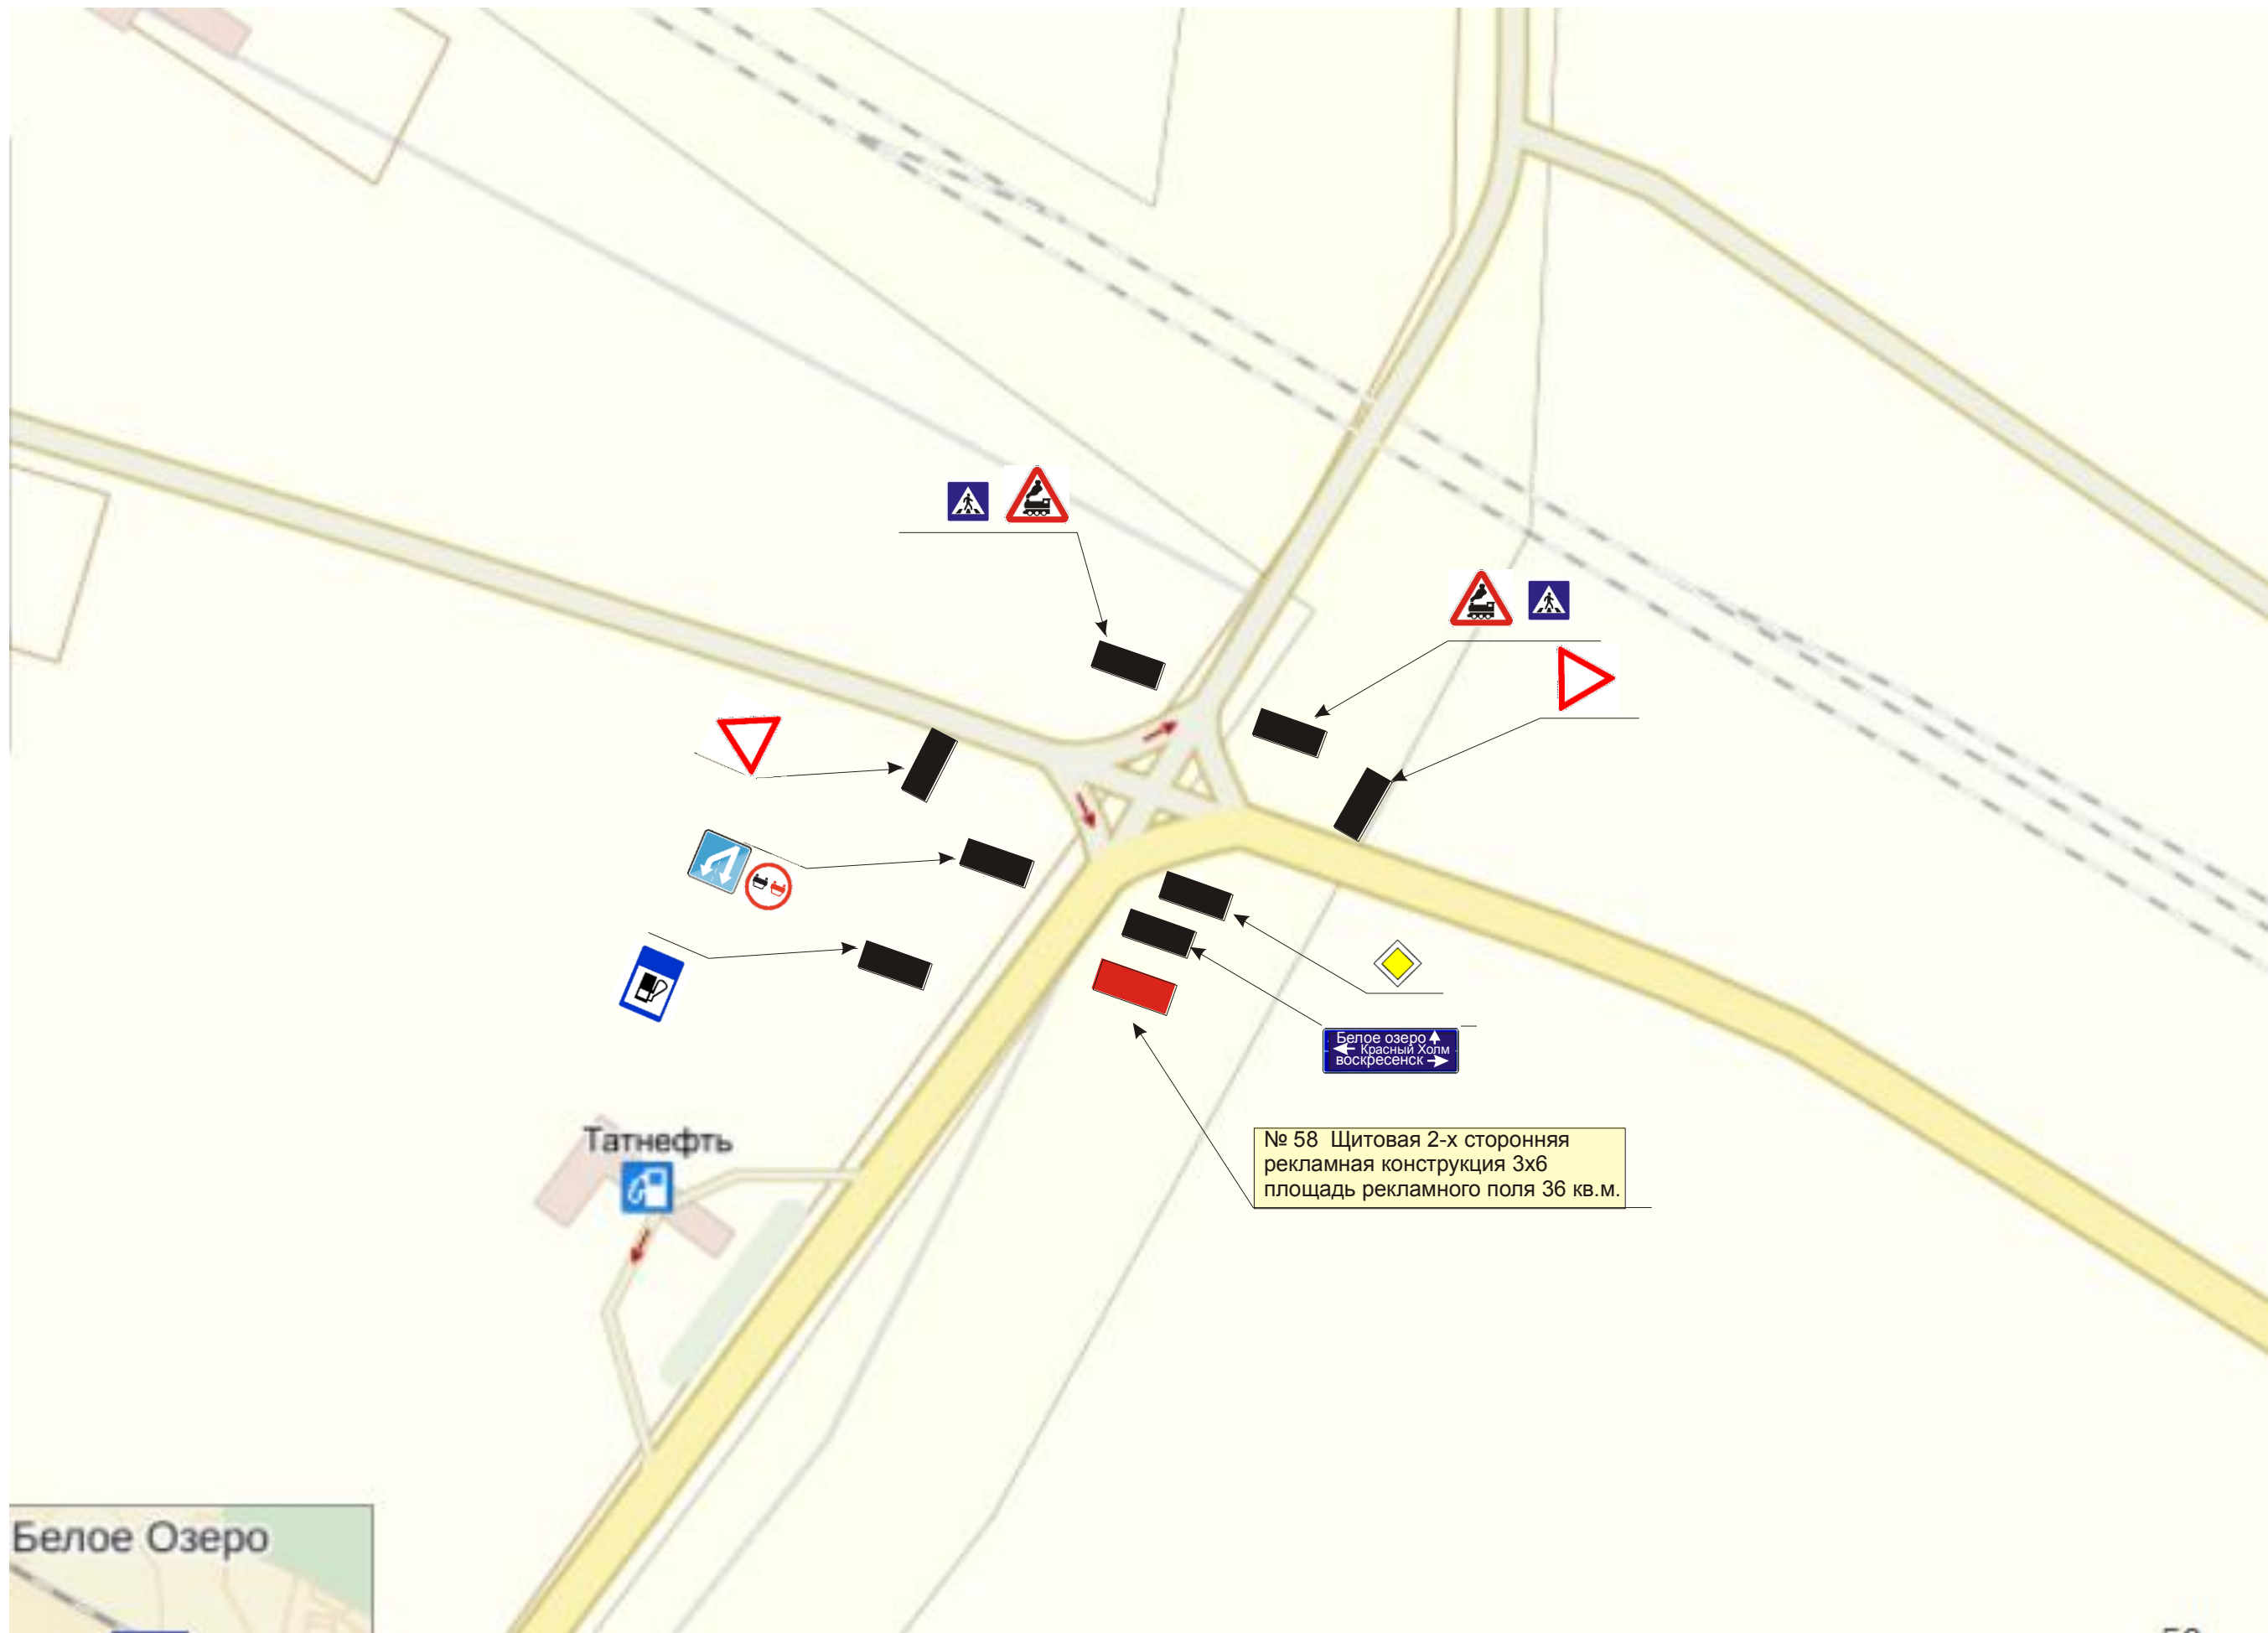 Белое озеро
Красный Холм
воскресенск
Татнефть
№ 58 Щитовая 2-х сторонняя
рекламная конструкция 3х6
площадь рекламного поля 36 кв.м.
Белое Озеро